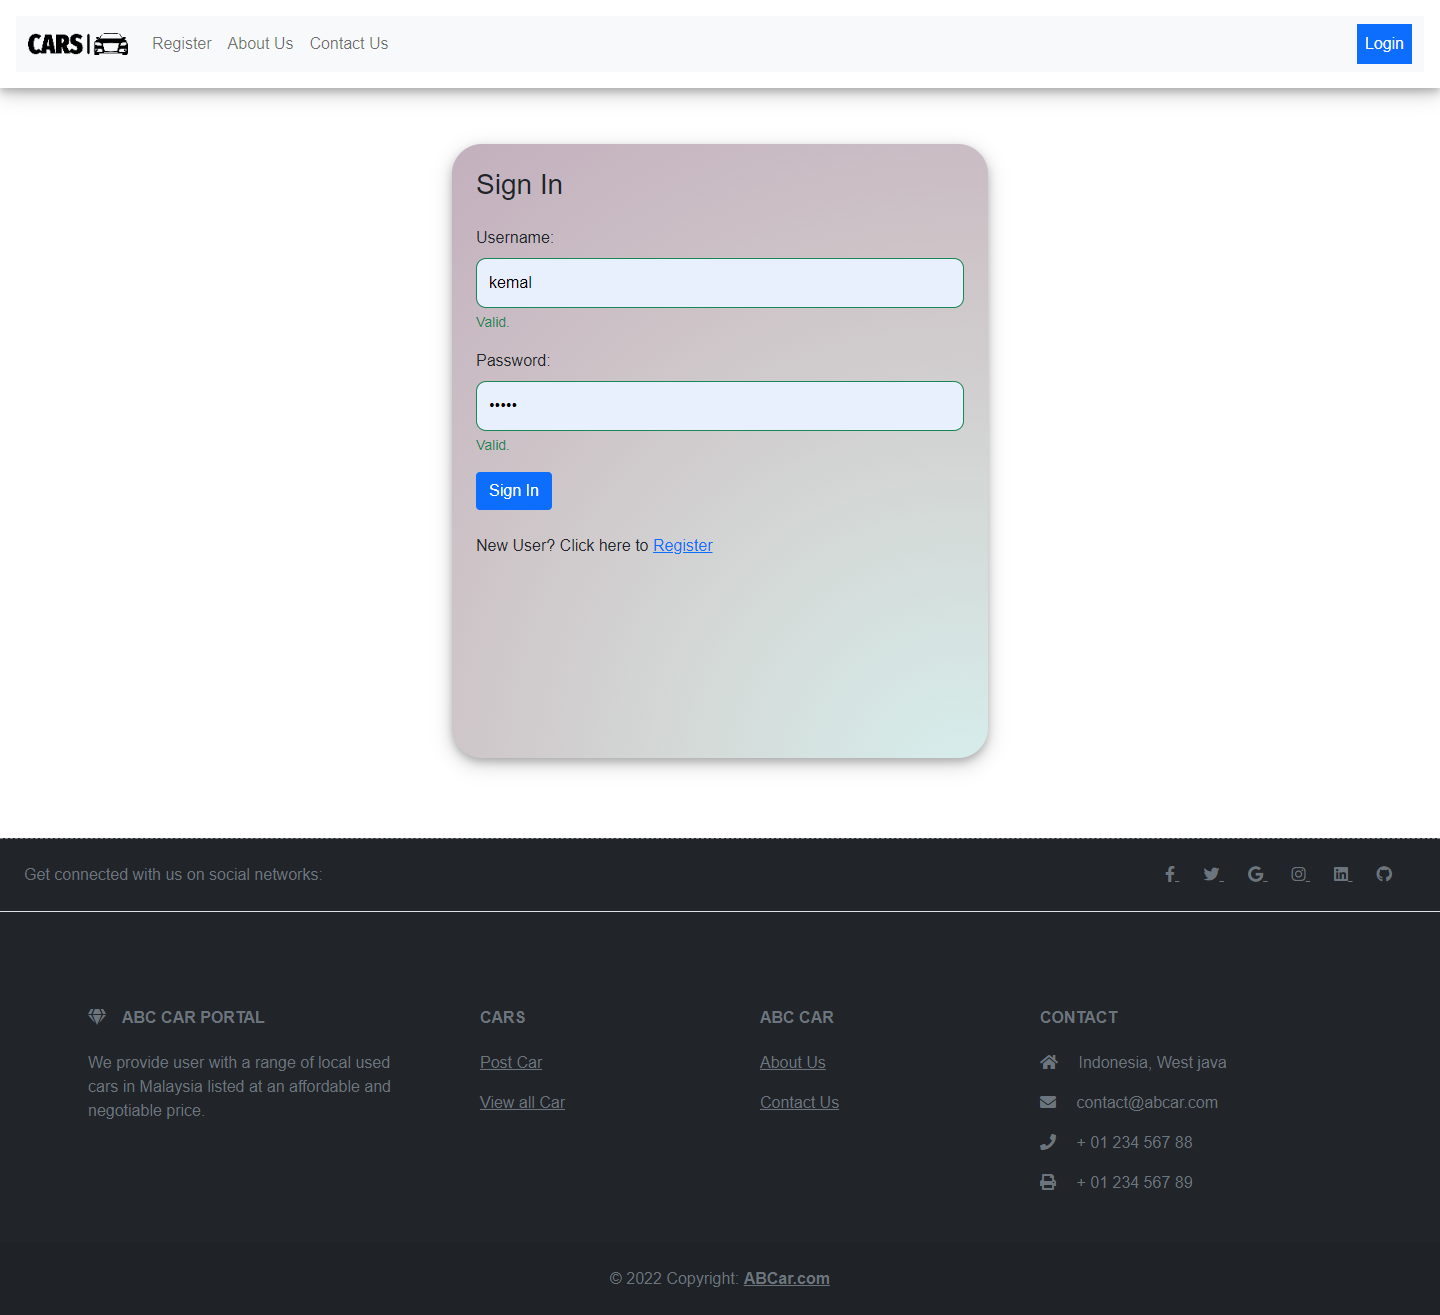 CARS
Register
About Us
Contact Us
Login
Sign In
Username:
kemal
Valid.
Password:
•••••
Valid.
Sign In
New User? Click here to Register
Get connected with us on social networks:
ABC CAR PORTAL
We provide user with a range of local used
cars in Malaysia listed at an affordable and
negotiable price.
CARS
Post Car
View all Car
ABC CAR
About Us
Contact Us
CONTACT
Indonesia, West java
contact@abcar.com
+ 01 234 567 88
+ 01 234 567 89
© 2022 Copyright: ABCar.com